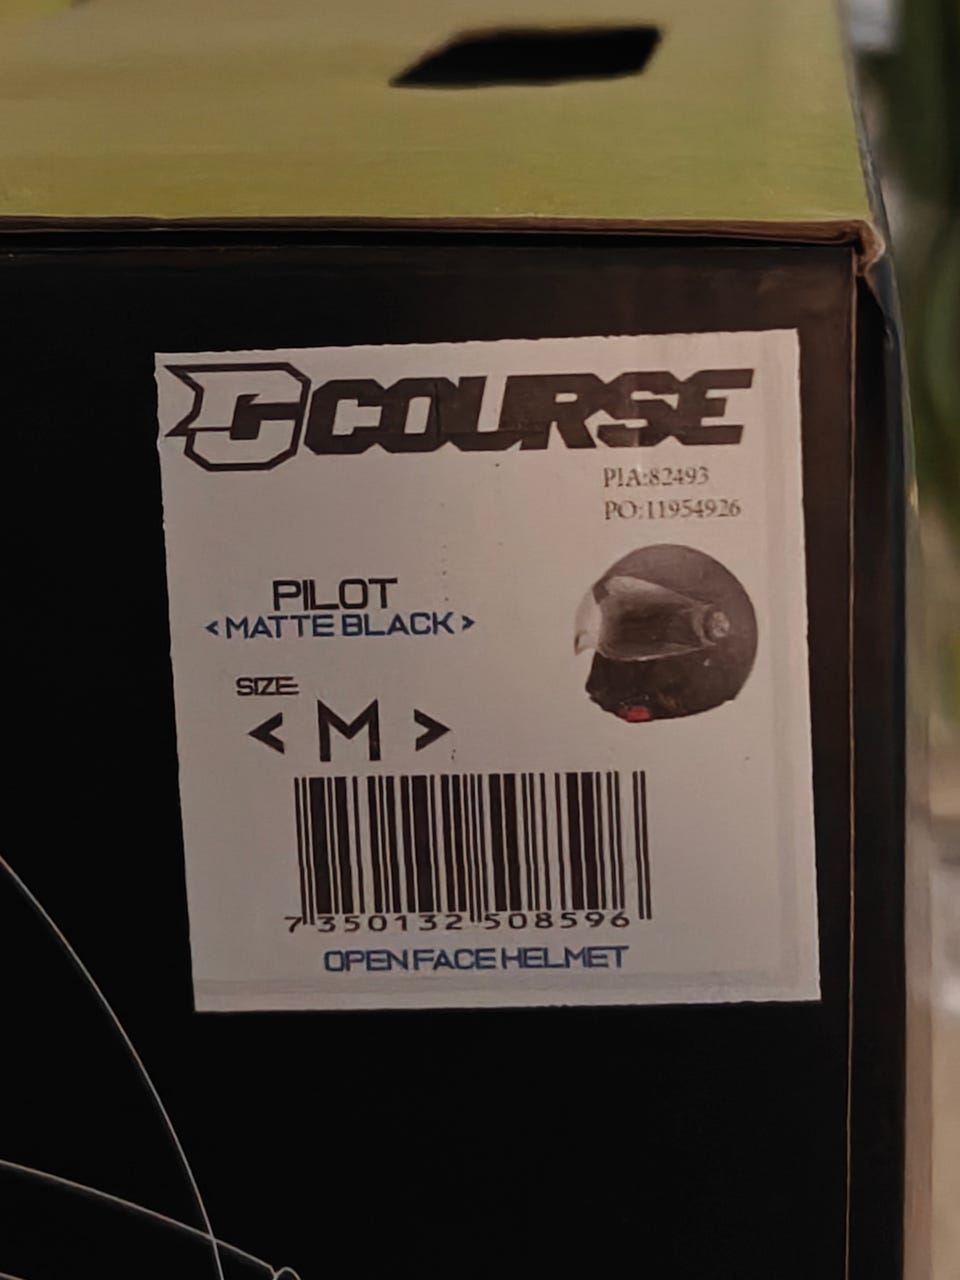 COURSE
PIA:82493
PO:11954926
PILOT
<MATTE BLACK>
SIZE
< M >
7 350132 508596
OPEN FACE HELMET